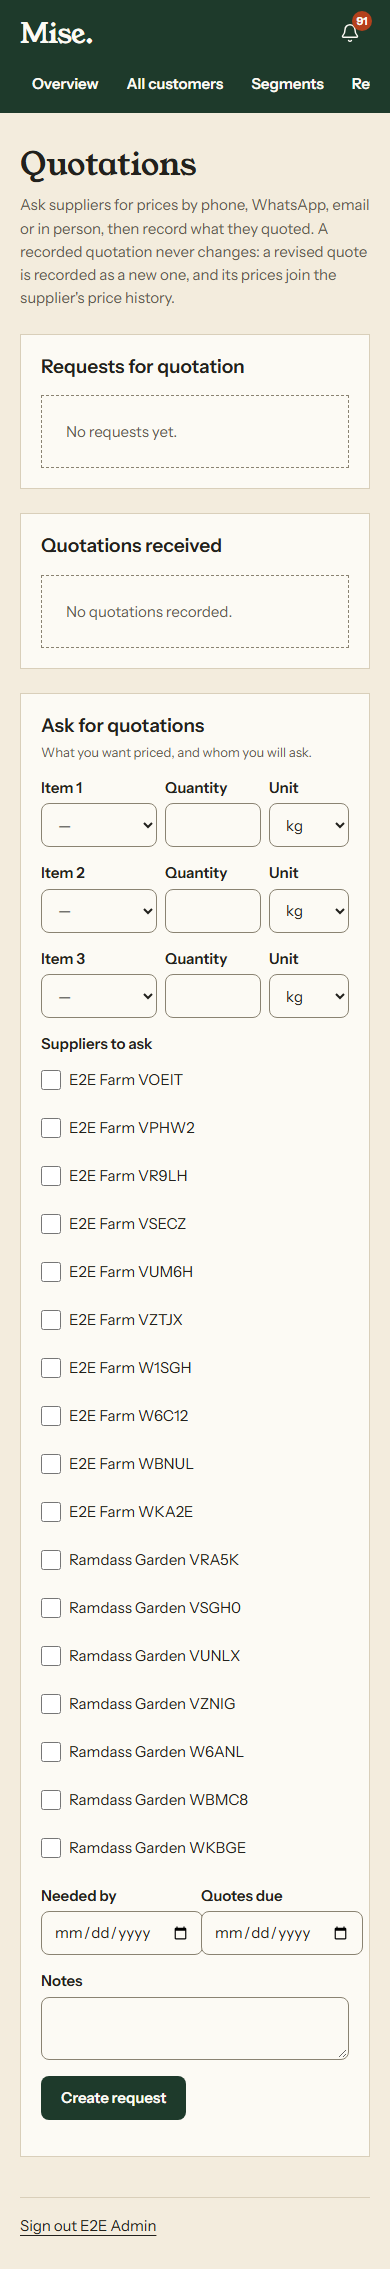 Mise.
91
Overview All customers Segments Re
Quotations
Ask suppliers for prices by phone, WhatsApp, email
or in person, then record what they quoted. A
recorded quotation never changes: a revised quote
is recorded as a new one, and its prices join the
supplier's price history.
Requests for quotation
No requests yet.
Quotations received
No quotations recorded.
Ask for quotations
What you want priced, and whom you will ask.
Item 1 Quantity Unit
— kg
Item 2 Quantity Unit
— kg
Item 3 Quantity Unit
— kg
Suppliers to ask
E2E Farm VOEIT
E2E Farm VPHW2
E2E Farm VR9LH
E2E Farm VSECZ
E2E Farm VUM6H
E2E Farm VZTJX
E2E Farm W1SGH
E2E Farm W6C12
E2E Farm WBNUL
E2E Farm WKA2E
Ramdass Garden VRA5K
Ramdass Garden VSGH0
Ramdass Garden VUNLX
Ramdass Garden VZNIG
Ramdass Garden W6ANL
Ramdass Garden WBMC8
Ramdass Garden WKBGE
Needed by Quotes due
mm/dd/yyyy mm/dd/yyyy
Notes
Create request
Sign out E2E Admin